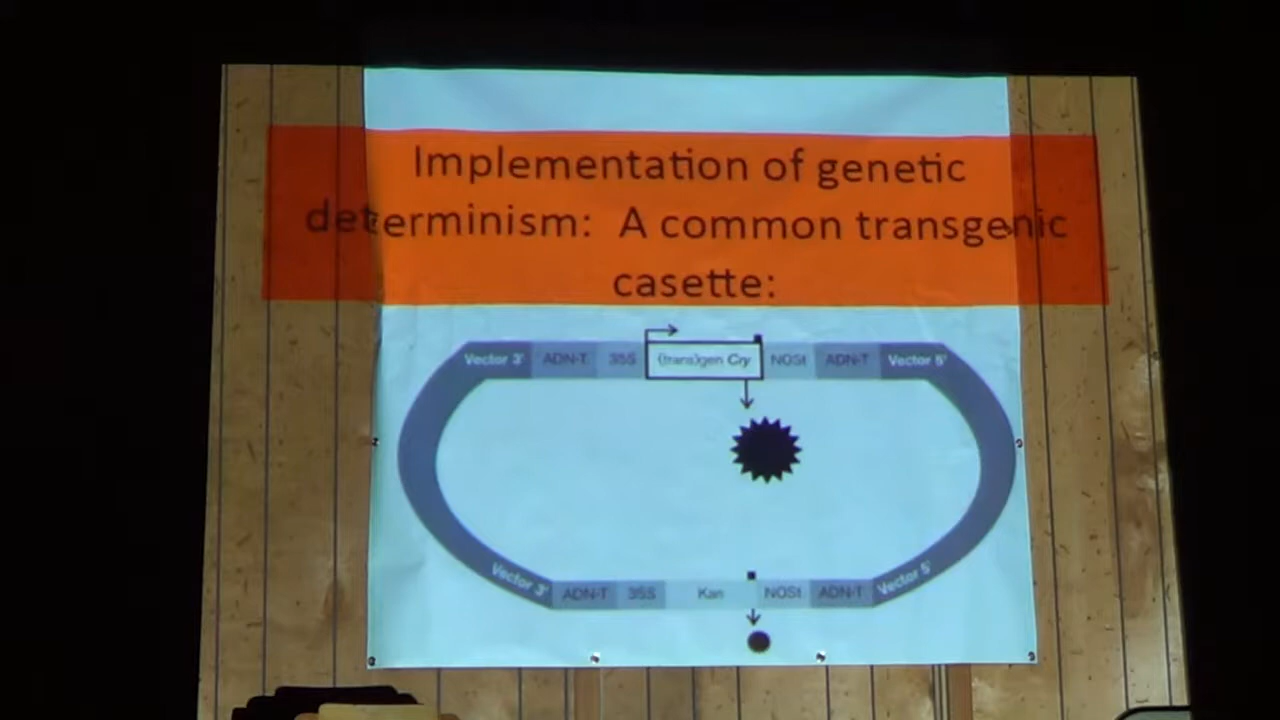 Implementation of genetic
determinism: A common transgenic
casette:
Vector 3' ADN-T 35S (trans)gen Cry NOSt ADN-T Vector 5'
Vector 3' ADN-T 35S Kan NOSt ADN-T Vector 5'